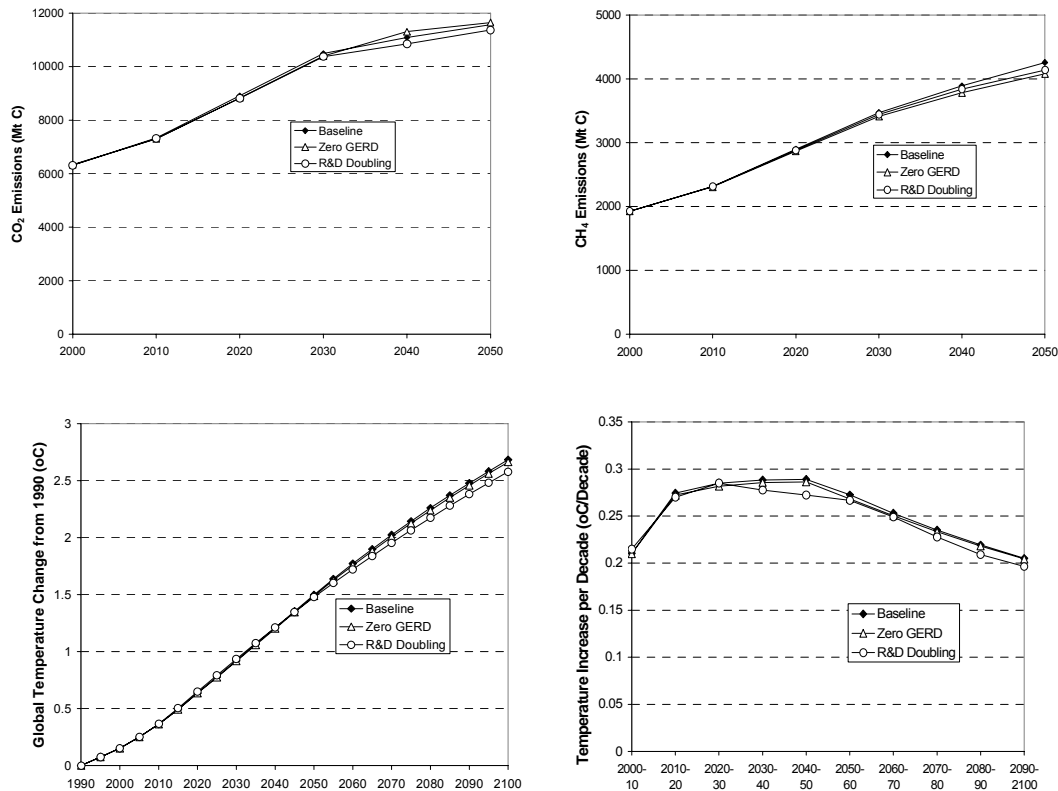 CO2 Emissions (Mt C)
12000
10000
8000
6000
4000
2000
0
2000 2010 2020 2030 2040 2050
Baseline
Zero GERD
R&D Doubling
CH4 Emissions (Mt C)
5000
4000
3000
2000
1000
0
2000 2010 2020 2030 2040 2050
Baseline
Zero GERD
R&D Doubling
Global Temperature Change from 1990 (oC)
3
2.5
2
1.5
1
0.5
0
1990 2000 2010 2020 2030 2040 2050 2060 2070 2080 2090 2100
Baseline
Zero GERD
R&D Doubling
Temperature Increase per Decade (oC/Decade)
0.35
0.3
0.25
0.2
0.15
0.1
0.05
0
2000- 2010- 2020- 2030- 2040- 2050- 2060- 2070- 2080- 2090-
10 20 30 40 50 60 70 80 90 2100
Baseline
Zero GERD
R&D Doubling